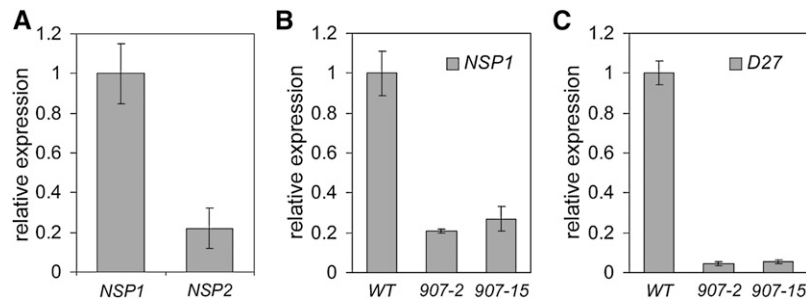 A
relative expression
1.2
1
0.8
0.6
0.4
0.2
0
NSP1 NSP2
B
relative expression
1.2
1
0.8
0.6
0.4
0.2
0
NSP1
WT 907-2 907-15
C
relative expression
1.2
1
0.8
0.6
0.4
0.2
0
D27
WT 907-2 907-15